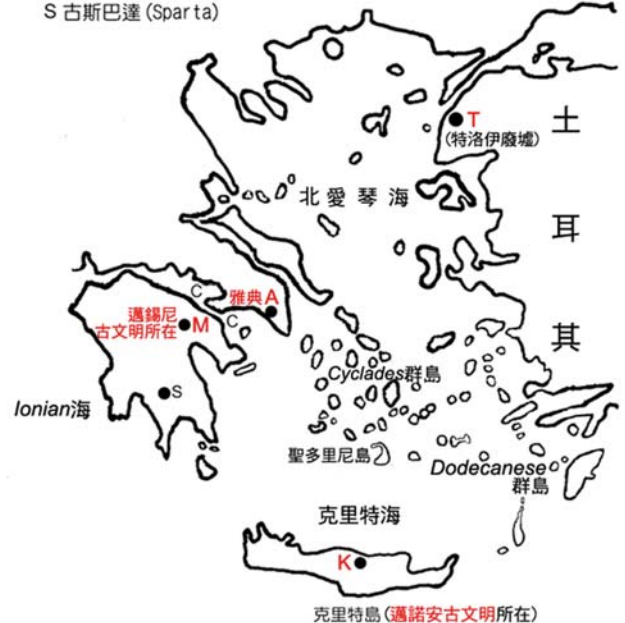 S 古斯巴達(Sparta)
T
(特洛伊廢墟)
土
耳
其
北愛琴海
C
雅典A
邁錫尼
古文明所在
M
C
S
Cyclades群島
Ionian海
聖多里尼島
Dodecanese
群島
克里特海
K
克里特島(邁諾安古文明所在)